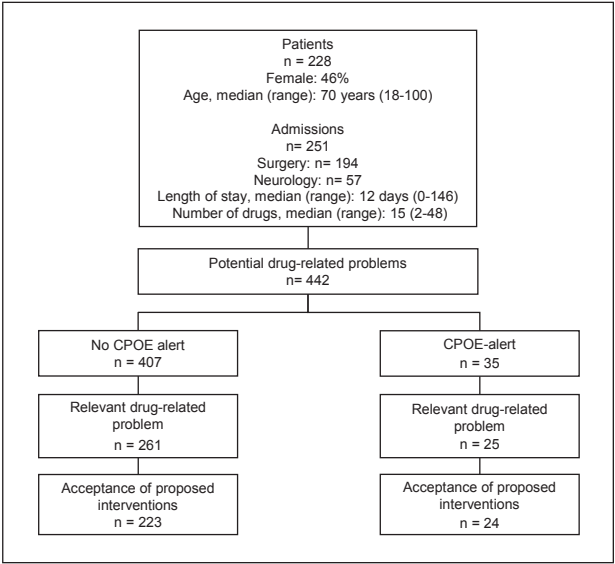 Patients
n = 228
Female: 46%
Age, median (range): 70 years (18-100)
Admissions
n= 251
Surgery: n= 194
Neurology: n= 57
Length of stay, median (range): 12 days (0-146)
Number of drugs, median (range): 15 (2-48)
Potential drug-related problems
n= 442
No CPOE alert
n = 407
Relevant drug-related
problem
n = 261
Acceptance of proposed
interventions
n = 223
CPOE-alert
n = 35
Relevant drug-related
problem
n = 25
Acceptance of proposed
interventions
n = 24